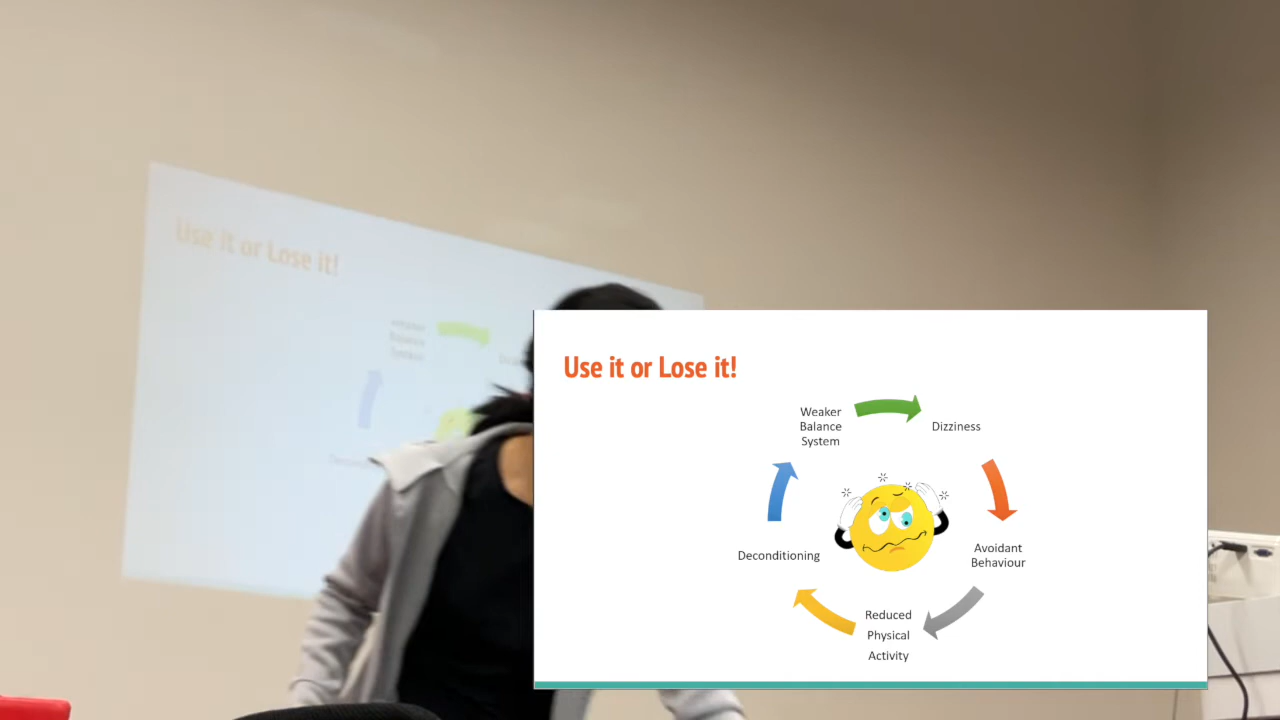 Use it or Lose it!
Use it or Lose it!
Weaker
Balance
System
Dizziness
Avoidant
Behaviour
Reduced
Physical
Activity
Deconditioning